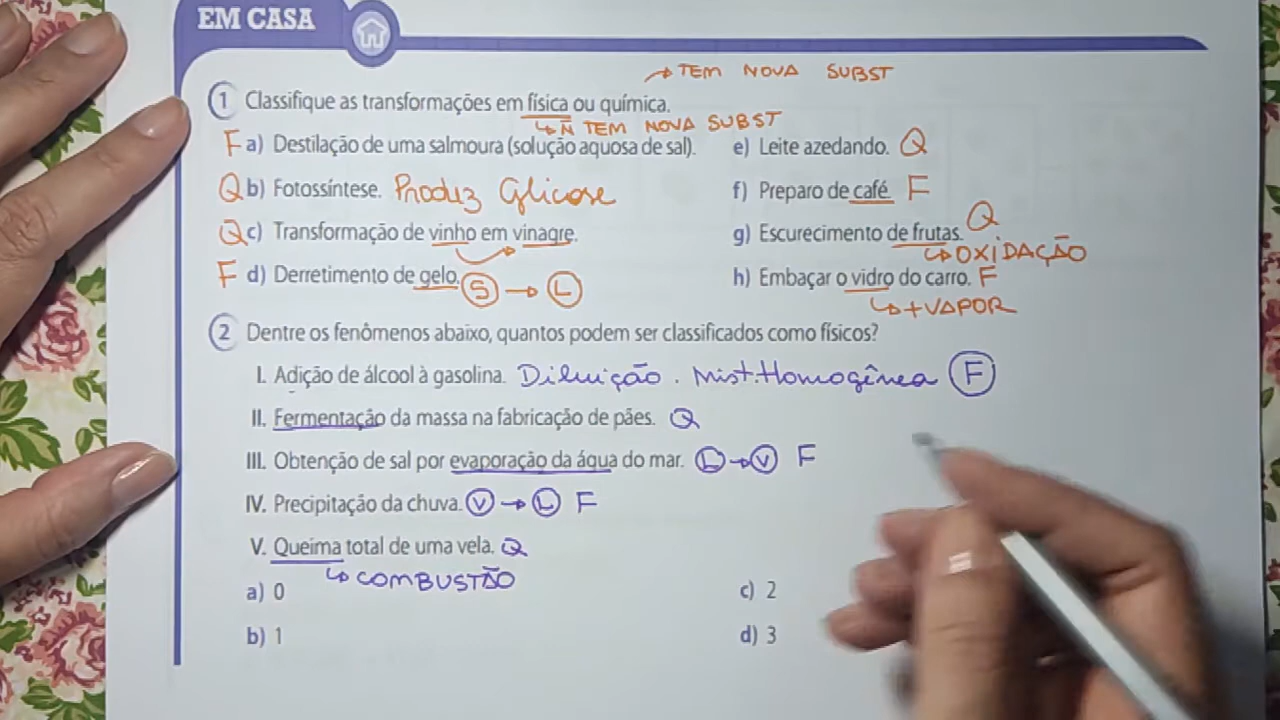 EM CASA
→ TEM NOVA SUBST
1 Classifique as transformações em física ou química.
↳ Ñ TEM NOVA SUBST
F a) Destilação de uma salmoura (solução aquosa de sal).
Q b) Fotossíntese. Produz Glicose
Q c) Transformação de vinho em vinagre.
F d) Derretimento de gelo. S → L
e) Leite azedando. Q
f) Preparo de café. F
g) Escurecimento de frutas. Q
↳ OXIDAÇÃO
h) Embaçar o vidro do carro. F
↳ +VAPOR
2 Dentre os fenômenos abaixo, quantos podem ser classificados como físicos?
I. Adição de álcool à gasolina. Diluição. Mist. Homogênea F
II. Fermentação da massa na fabricação de pães. Q
III. Obtenção de sal por evaporação da água do mar. L → V F
IV. Precipitação da chuva. V → L F
V. Queima total de uma vela. Q
↳ COMBUSTÃO
a) 0
b) 1
c) 2
d) 3